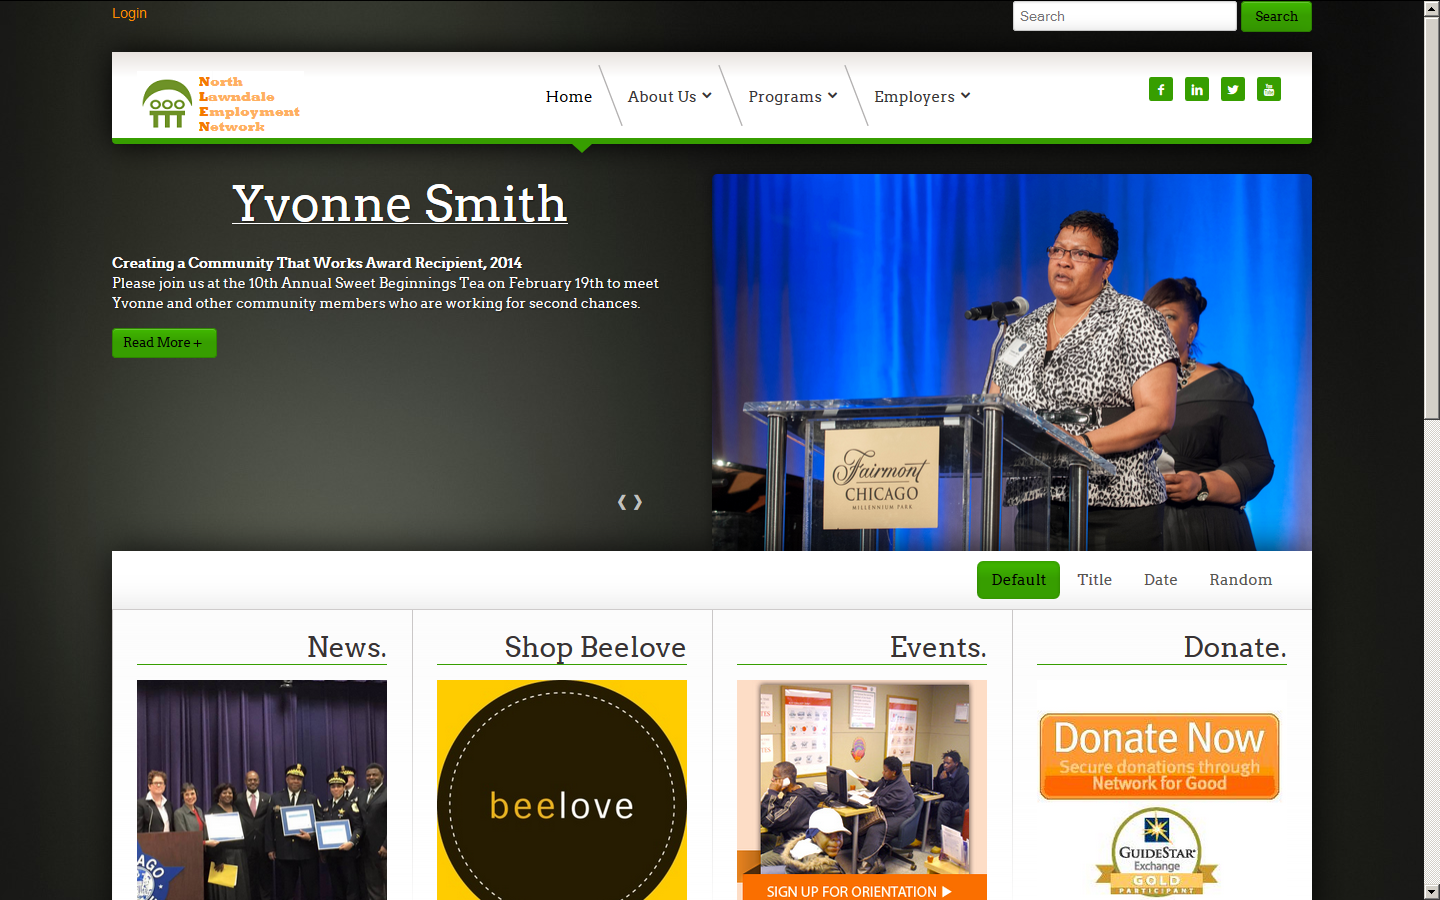 Login
Search
Search
North
Lawndale
Employment
Network
Home
About Us
Programs
Employers
Yvonne Smith
Creating a Community That Works Award Recipient, 2014
Please join us at the 10th Annual Sweet Beginnings Tea on February 19th to meet
Yvonne and other community members who are working for second chances.
Read More +
Fairmont
CHICAGO
MILLENNIUM PARK
Default
Title
Date
Random
News.
Shop Beelove
Events.
Donate.
beelove
SIGN UP FOR ORIENTATION
Donate Now
Secure donations through
Network for Good
GUIDESTAR
Exchange
GOLD
PARTICIPANT